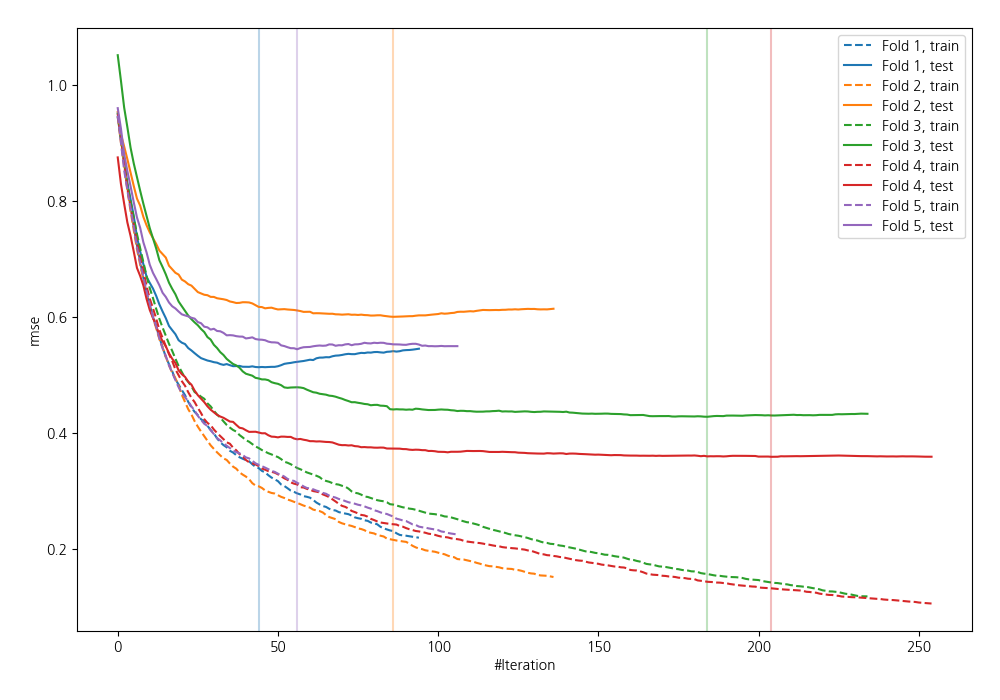 1.0
0.8
0.6
0.4
0.2
rmse
0
50
100
150
200
250
#Iteration
Fold 1, train
Fold 1, test
Fold 2, train
Fold 2, test
Fold 3, train
Fold 3, test
Fold 4, train
Fold 4, test
Fold 5, train
Fold 5, test